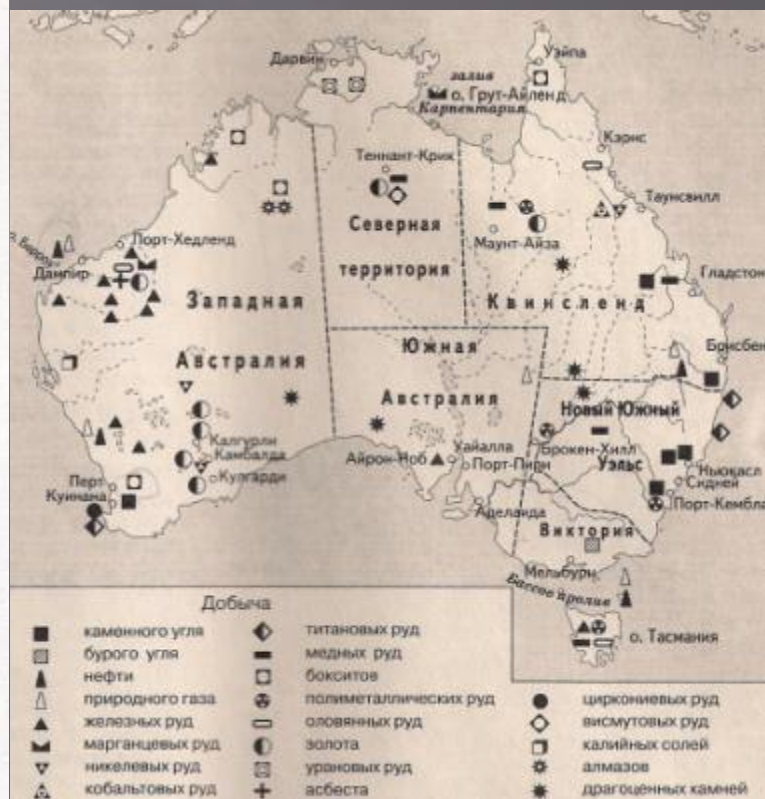 Дарвин
Уэйпа
залив
о. Грут-Айленд
Карпентария
Кэрнс
Теннант-Крик
Таунсвилл
Порт-Хедленд
Маунт-Айза
Северная
территория
Дампир
Гладстон
Западная
Квинсленд
Южная
Брисбен
Австралия
Австралия
Новый Южный
Калгурли
Камбалда
Уайалла
Брокен-Хилл
Айрон-Ноб
Порт-Пири
Уэльс
Ньюкасл
Кулгарди
Перт
Сидней
Куинана
Порт-Кембла
Аделаида
Виктория
Мельбурн
Бассов пролив
о. Тасмания
Добыча
каменного угля
бурого угля
нефти
природного газа
железных руд
марганцевых руд
никелевых руд
кобальтовых руд
титановых руд
медных руд
бокситов
полиметаллических руд
оловянных руд
золота
урановых руд
асбеста
циркониевых руд
висмутовых руд
калийных солей
алмазов
драгоценных камней